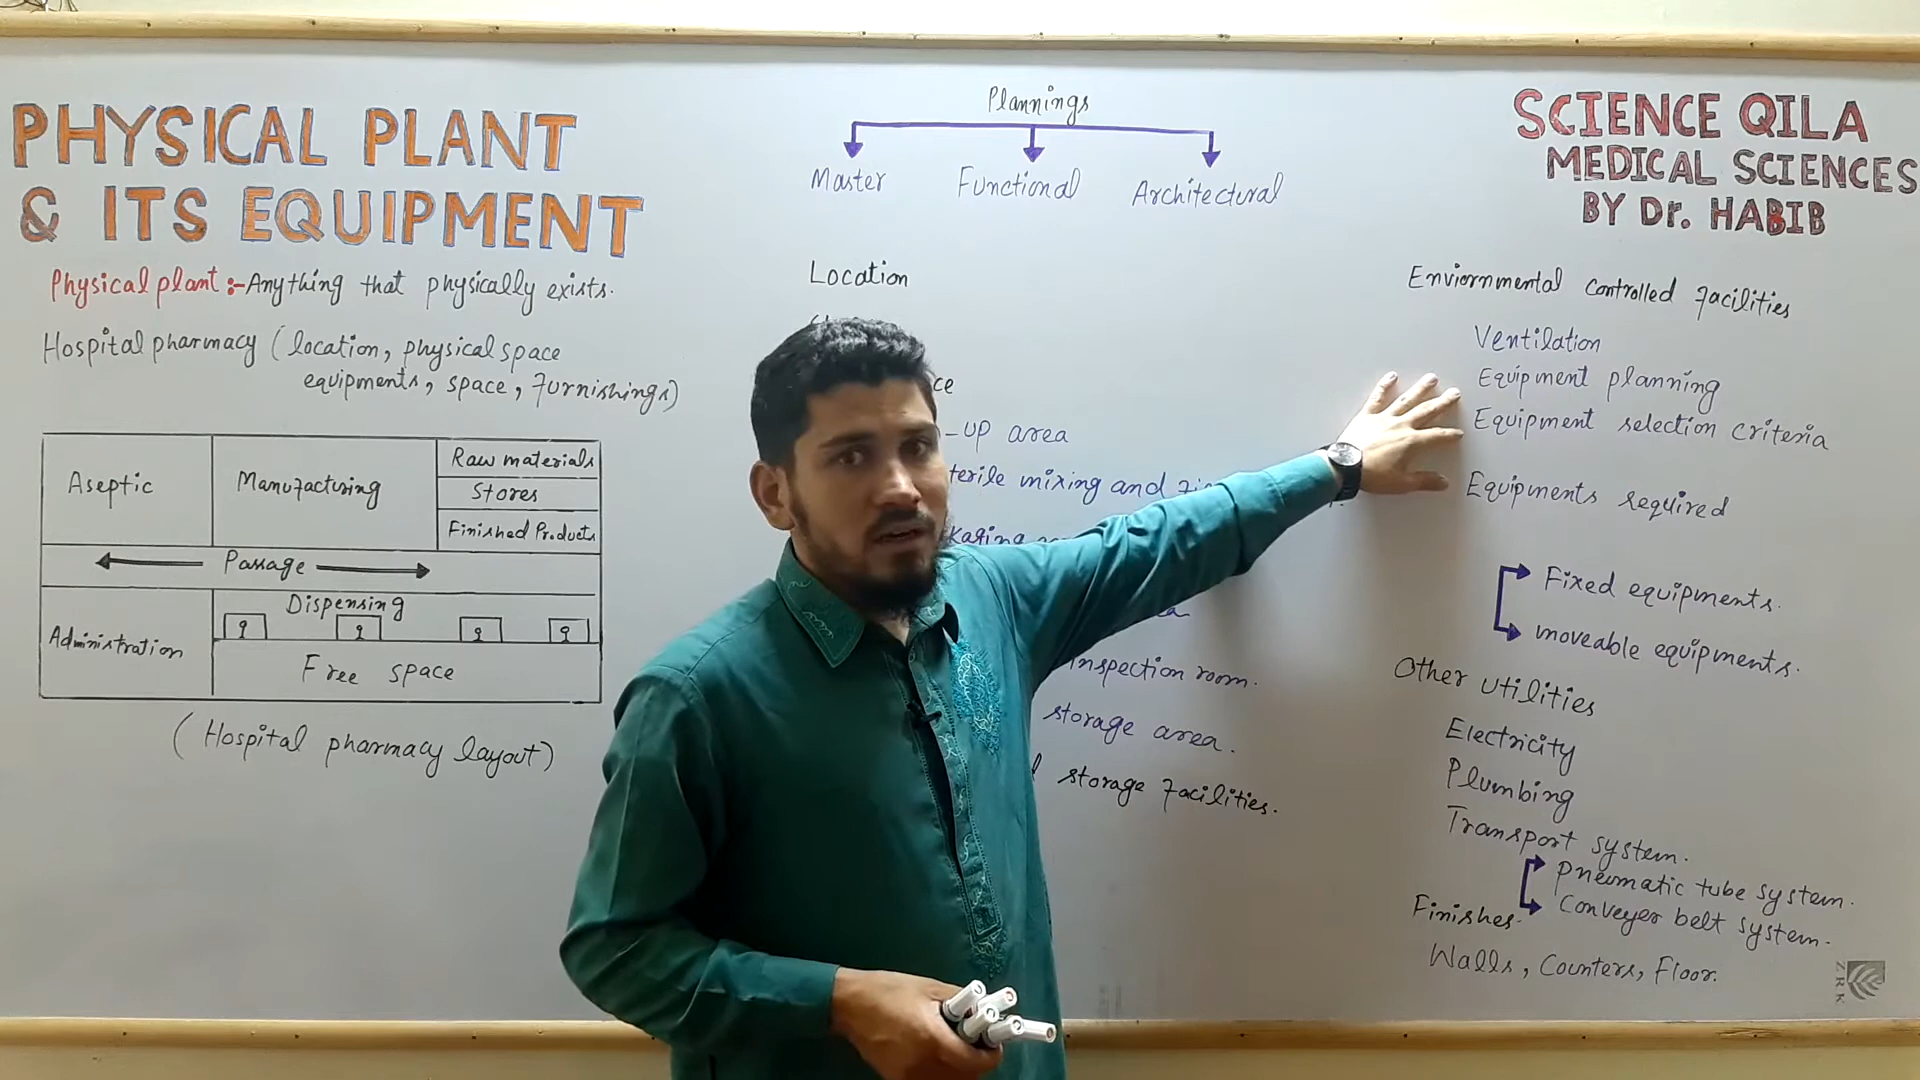 PHYSICAL PLANT
& ITS EQUIPMENT
Physical plant :- Anything that physically exists.
Hospital pharmacy (location, physical space
equipments, space, furnishings)
Aseptic
Manufacturing
Raw materials
Stores
Finished Products
Passage
Administration
Dispensing
Free space
(Hospital pharmacy layout)
Plannings
Master Functional Architectural
Location
-up area
mixing and
inspection room.
storage area.
storage facilities.
SCIENCE QILA
MEDICAL SCIENCES
BY Dr. HABIB
Enviornmental controlled facilities
Ventilation
Equipment planning
Equipment selection criteria
Equipments required
Fixed equipments.
moveable equipments.
Other utilities
Electricity
Plumbing
Transport system.
Pneumatic tube system.
Conveyer belt system.
Finishes.
Walls, Counters, Floor.
ZRK